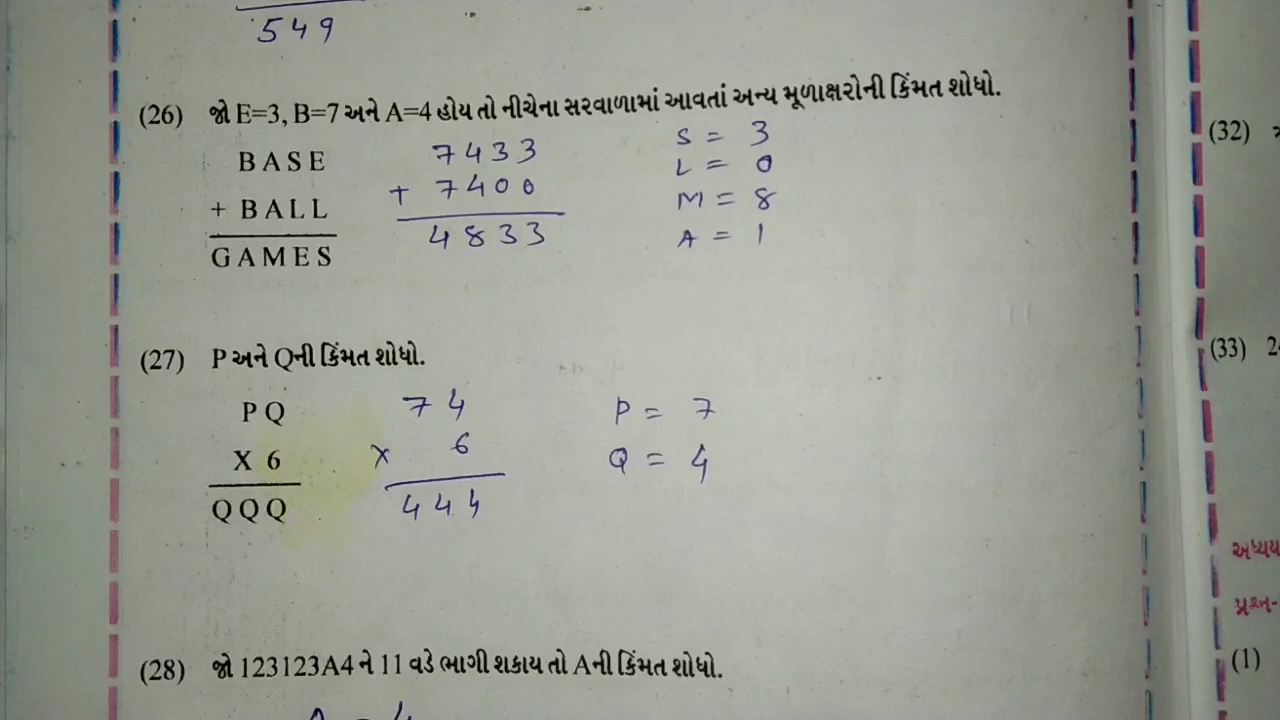 549
(26) જો E=3, B=7 અને A=4 હોય તો નીચેના સરવાળામાં આવતાં અન્ય મૂળાક્ષરોની કિંમત શોધો.
BASE 7433 S = 3
+ BALL + 7400 L = 0
M = 8
GAMES 4833 A = 1
(27) P અને Qની કિંમત શોધો.
PQ 74 P = 7
X 6 x 6 Q = 4
QQQ 444
(28) જો 123123A4 ને 11 વડે ભાગી શકાય તો Aની કિંમત શોધો.
(32)
(33) 2
(1)